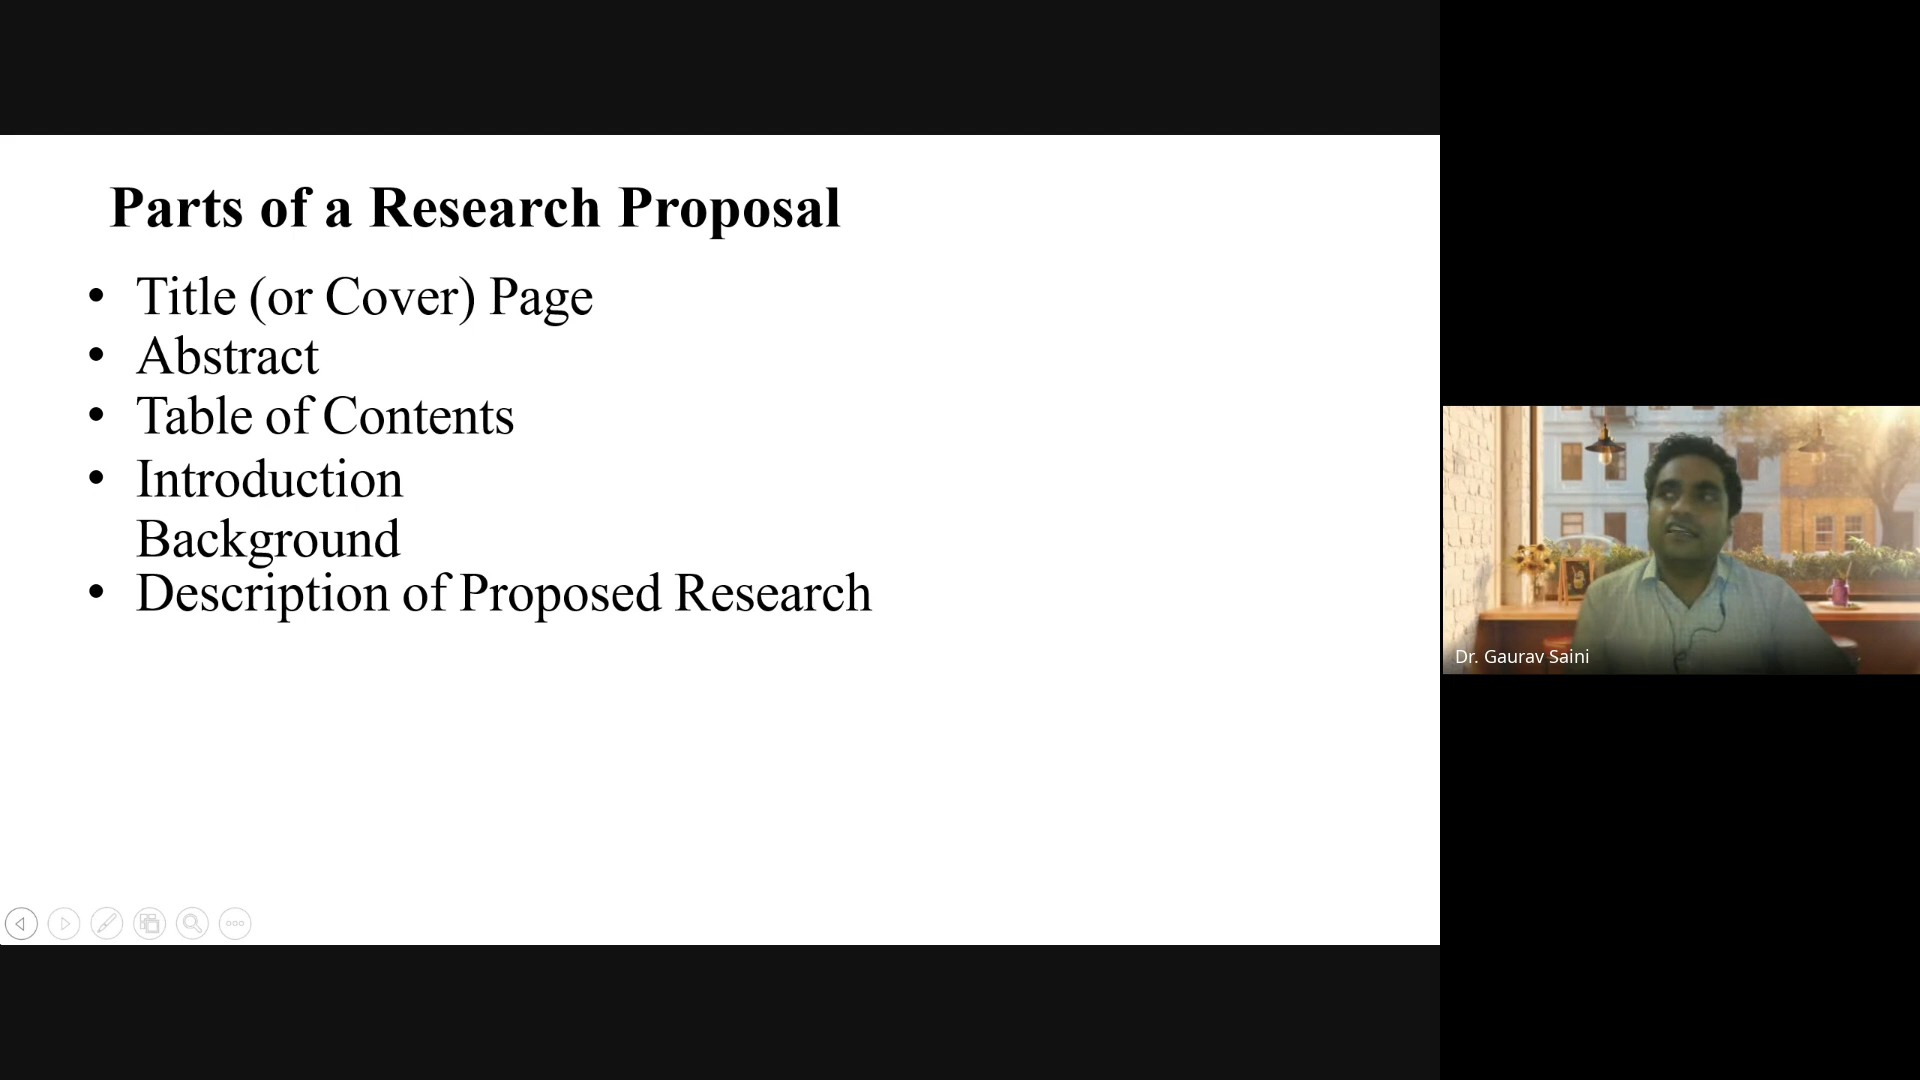 Parts of a Research Proposal
• Title (or Cover) Page
• Abstract
• Table of Contents
• Introduction
Background
• Description of Proposed Research
Dr. Gaurav Saini